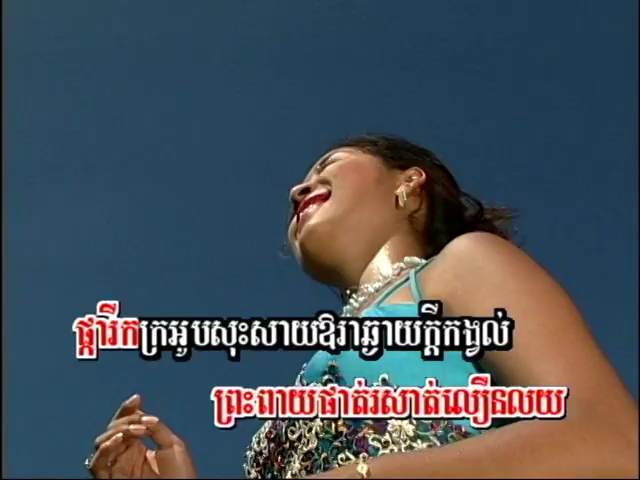 ផ្ការីកក្រអូបសុះសាយឱរាឆ្ងាយក្ដីកង្វល់
ព្រះពាយផាត់រសាត់ល្បឿនលយ